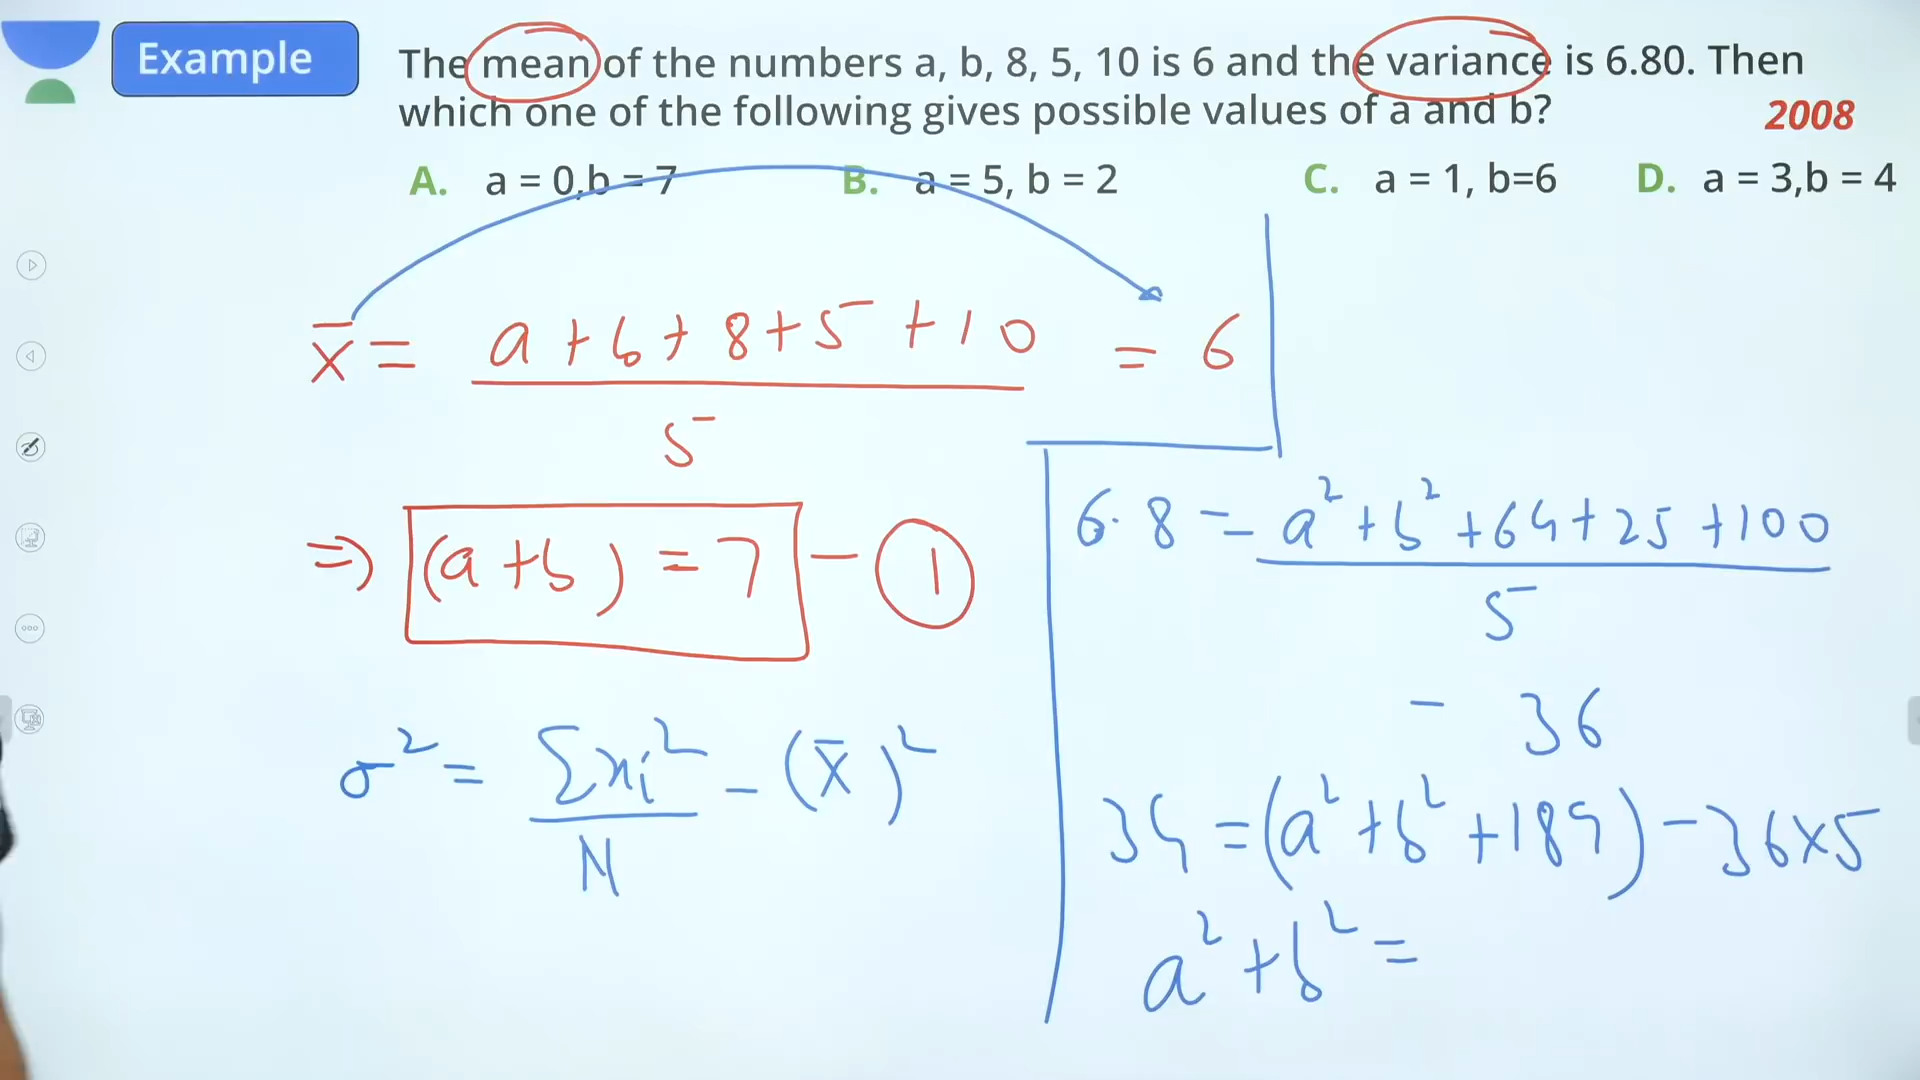 Example
The mean of the numbers a, b, 8, 5, 10 is 6 and the variance is 6.80. Then
which one of the following gives possible values of a and b?
2008
A. a = 0,b = 7 B. a = 5, b = 2 C. a = 1, b=6 D. a = 3,b = 4
x̄ = a + b + 8 + 5 + 10 = 6
5
⇒ (a + b) = 7 — 1
6.8 = a² + b² + 64 + 25 + 100
5
− 36
σ² = Σxi² − (x̄)²
N
34 = (a² + b² + 189) − 36×5
a² + b² =